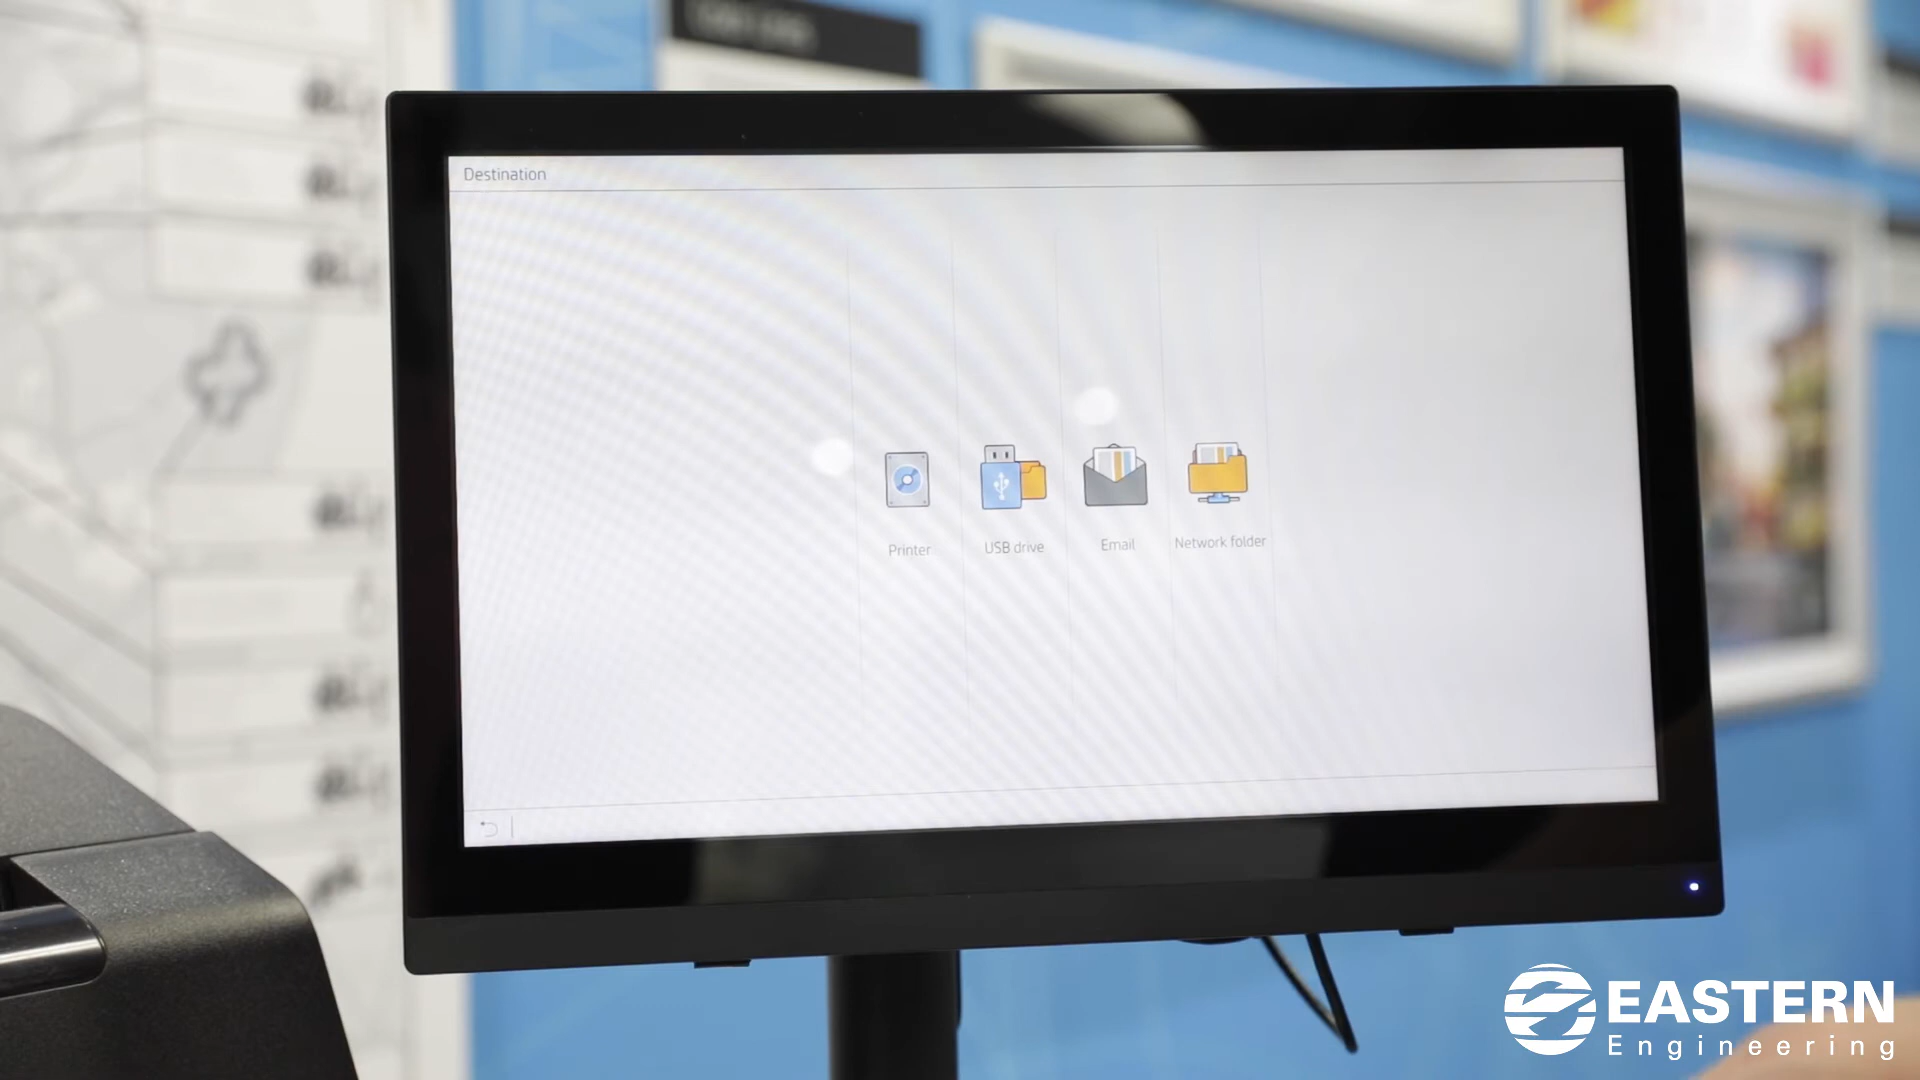 Destination
Printer
USB drive
Email
Network folder
EASTERN
Engineering